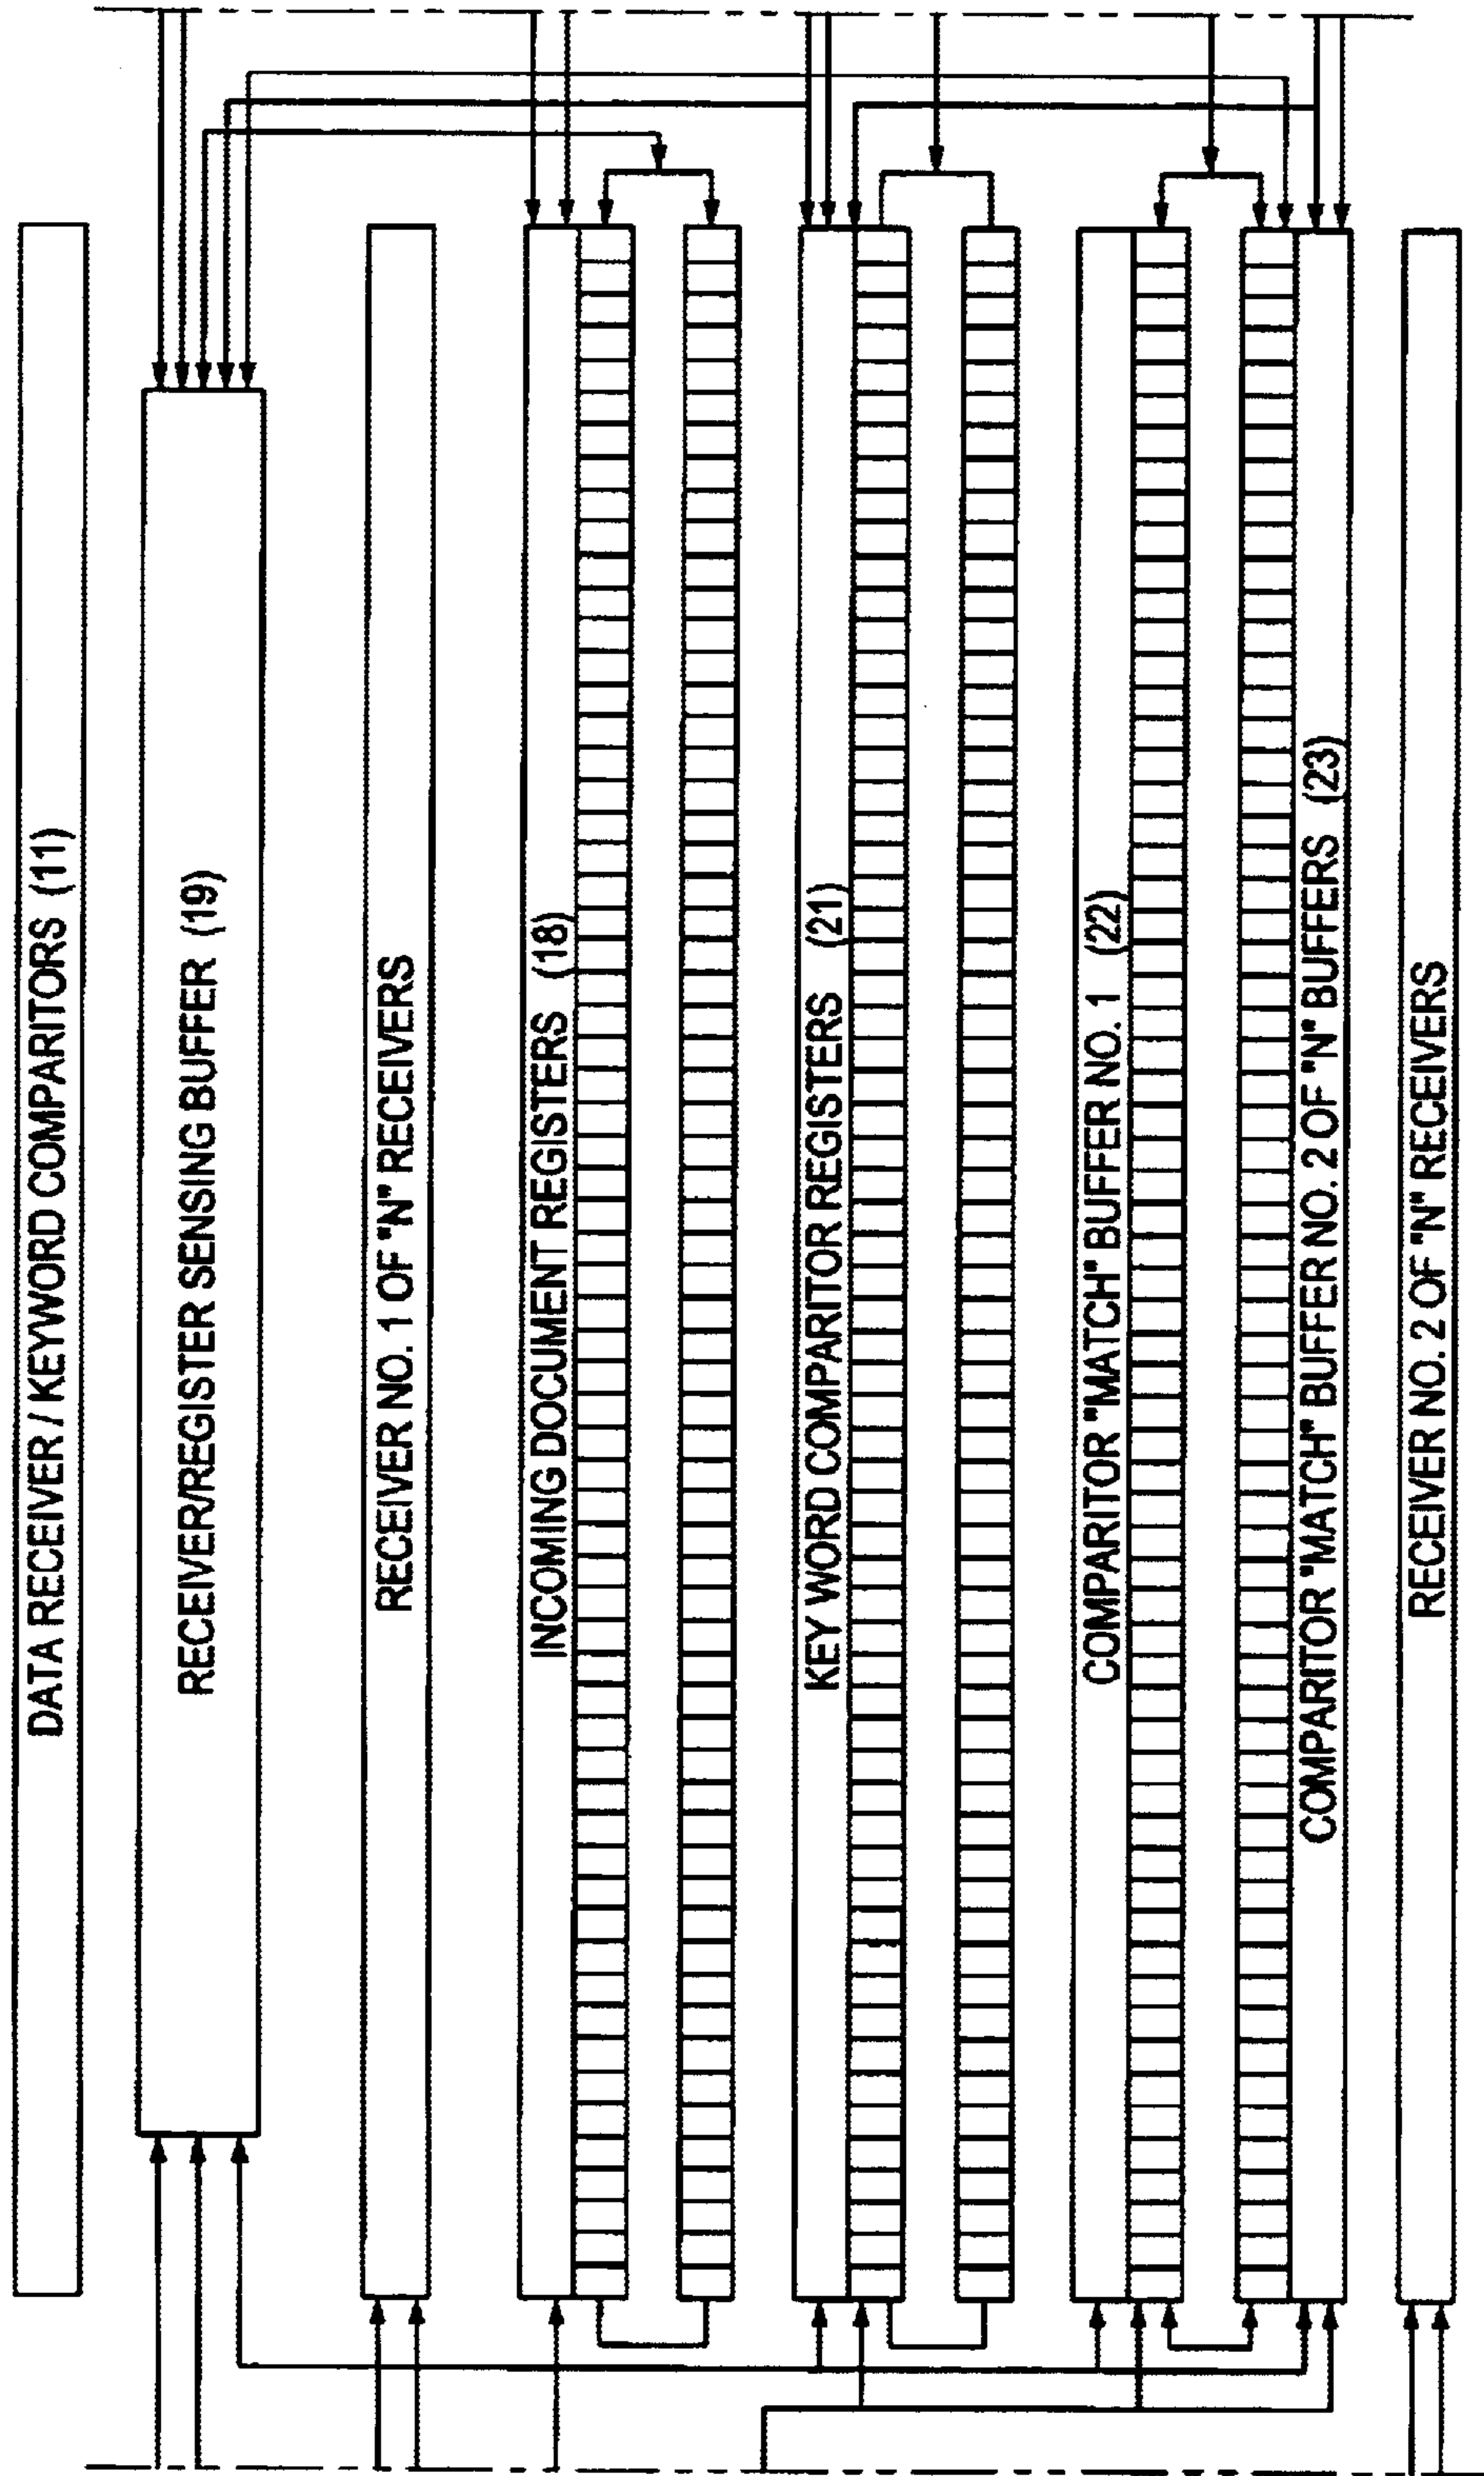 DATA RECEIVER / KEYWORD COMPARITORS (11)
RECEIVER/REGISTER SENSING BUFFER (19)
RECEIVER NO. 1 OF "N" RECEIVERS
INCOMING DOCUMENT REGISTERS (18)
KEY WORD COMPARITOR REGISTERS (21)
COMPARITOR "MATCH" BUFFER NO. 1 (22)
COMPARITOR "MATCH" BUFFER NO. 2 OF "N" BUFFERS (23)
RECEIVER NO. 2 OF "N" RECEIVERS